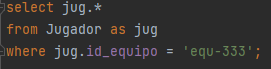 select jug.*
from Jugador as jug
where jug.id_equipo = 'equ-333';